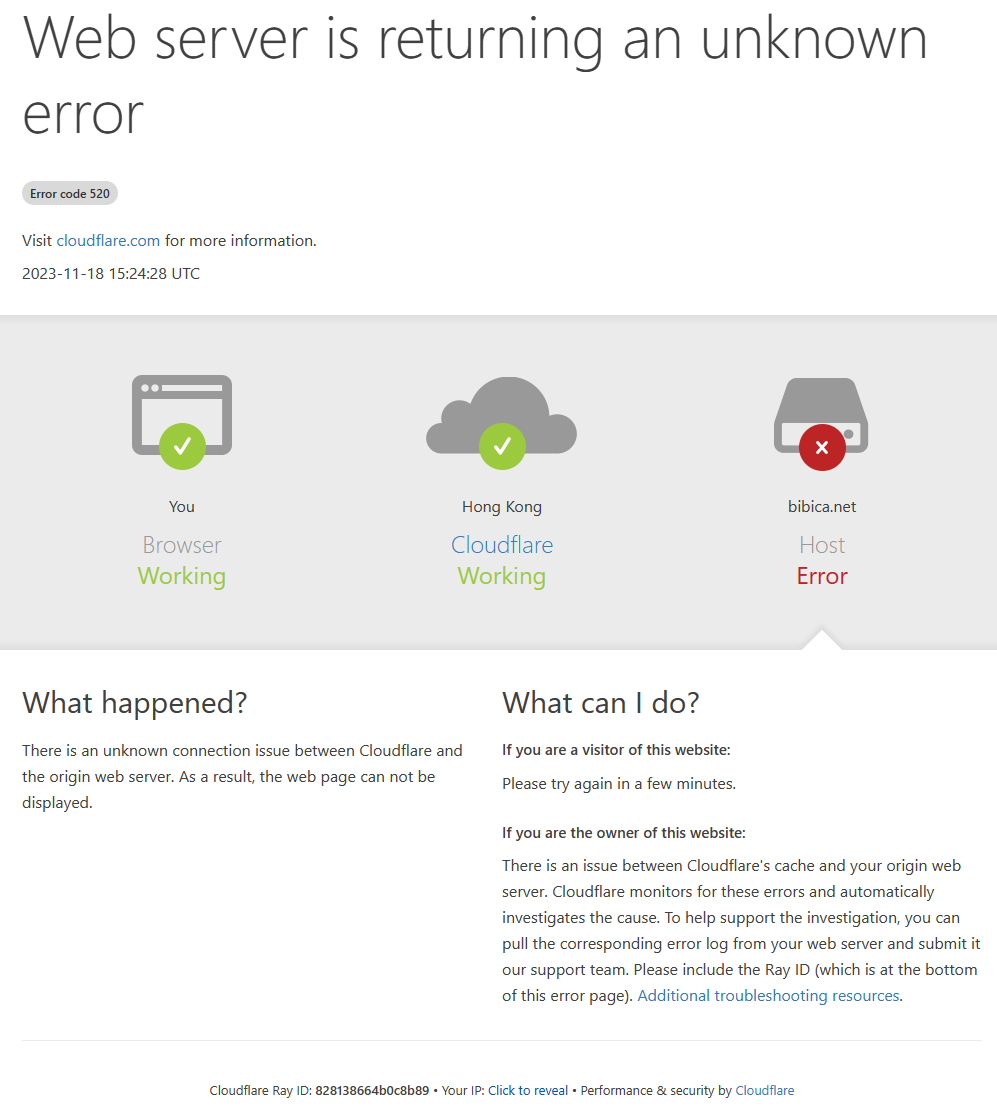 Web server is returning an unknown
error
Error code 520
Visit cloudflare.com for more information.
2023-11-18 15:24:28 UTC
You
Browser
Working
Hong Kong
Cloudflare
Working
bibica.net
Host
Error
What happened?
There is an unknown connection issue between Cloudflare and
the origin web server. As a result, the web page can not be
displayed.
What can I do?
If you are a visitor of this website:
Please try again in a few minutes.
If you are the owner of this website:
There is an issue between Cloudflare's cache and your origin web
server. Cloudflare monitors for these errors and automatically
investigates the cause. To help support the investigation, you can
pull the corresponding error log from your web server and submit it
our support team. Please include the Ray ID (which is at the bottom
of this error page). Additional troubleshooting resources.
Cloudflare Ray ID: 828138664b0c8b89 • Your IP: Click to reveal • Performance & security by Cloudflare